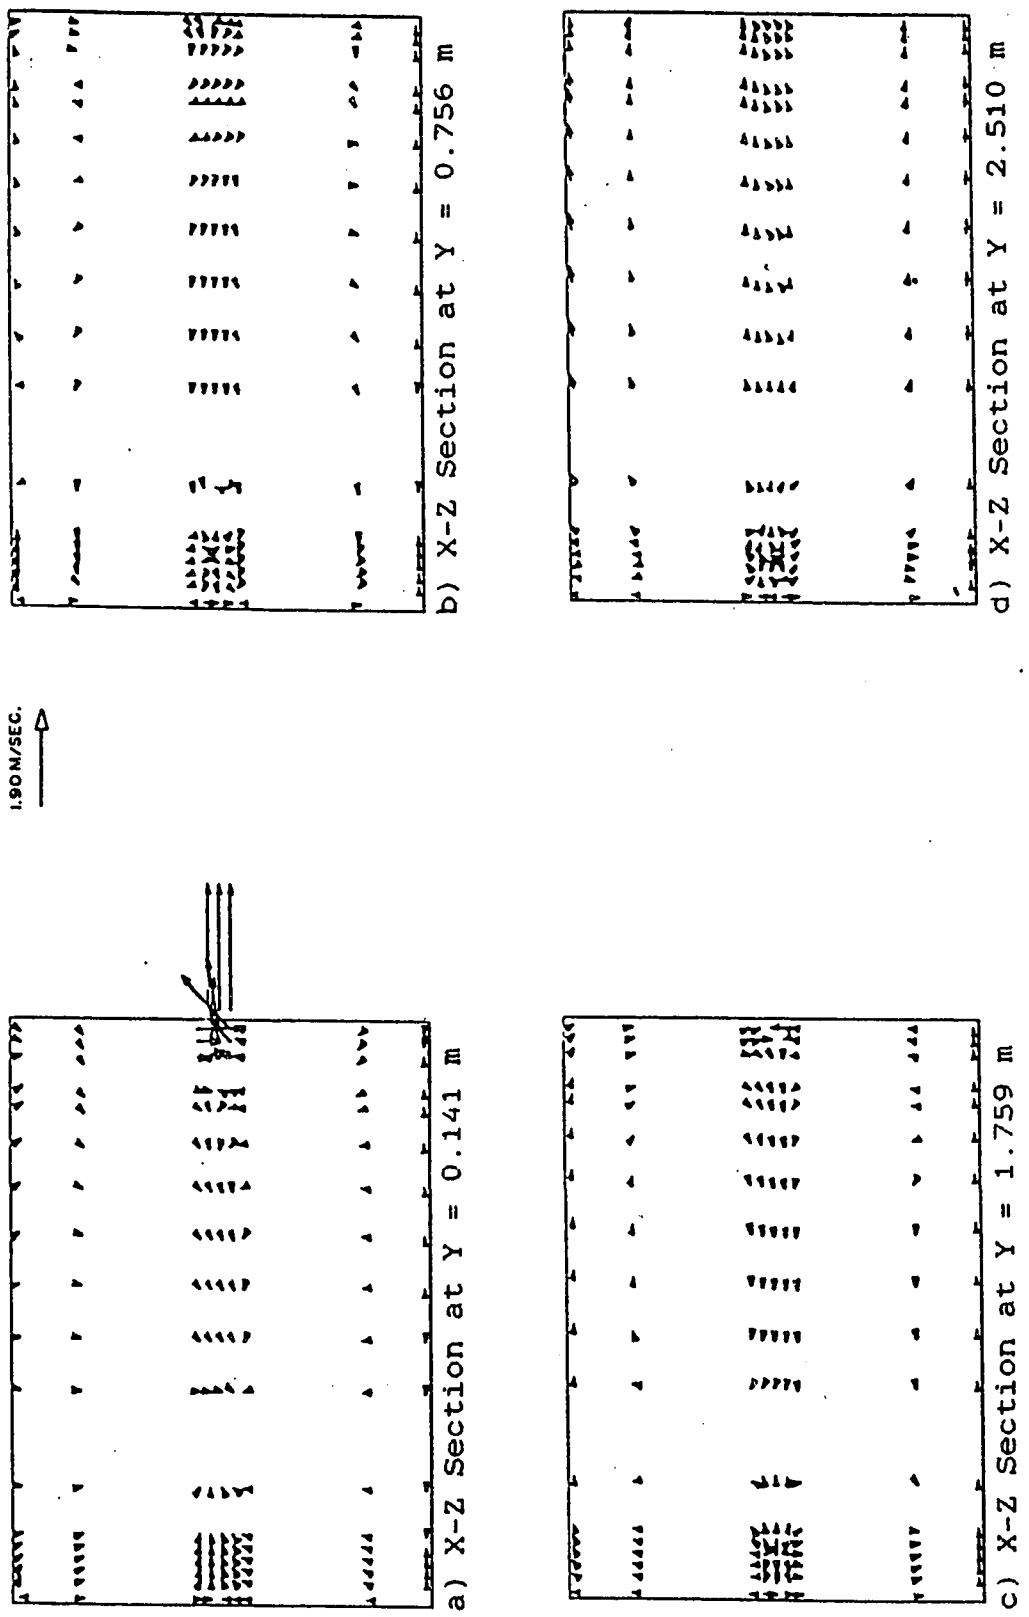 1.90 M/SEC.
a) X-Z Section at Y = 0.141 m
b) X-Z Section at Y = 0.756 m
c) X-Z Section at Y = 1.759 m
d) X-Z Section at Y = 2.510 m